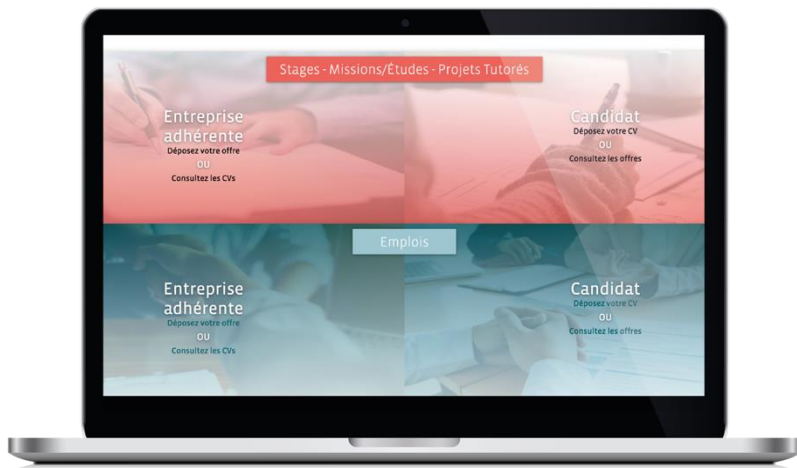 Stages - Missions/Études - Projets Tutorés
Entreprise
adhérente
Déposez votre offre
OU
Consultez les CVs
Candidat
Déposez votre CV
OU
Consultez les offres
Emplois
Entreprise
adhérente
Déposez votre offre
OU
Consultez les CVs
Candidat
Déposez votre CV
OU
Consultez les offres